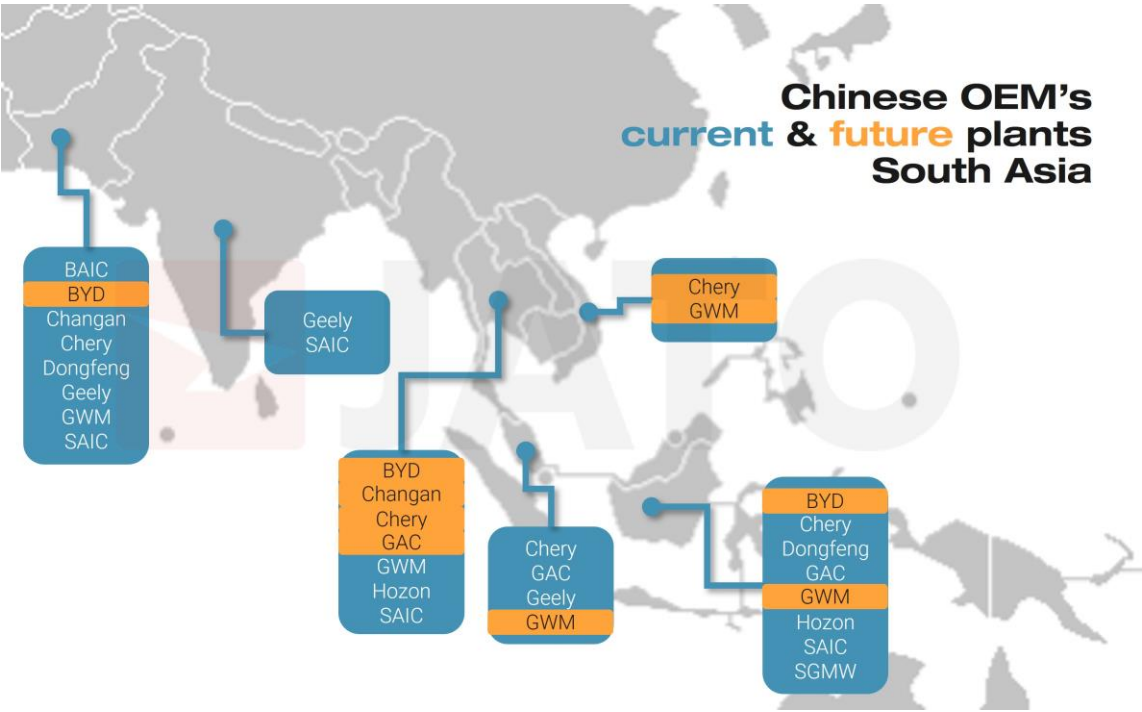 Chinese OEM's
current & future plants
South Asia
BAIC
BYD
Changan
Chery
Dongfeng
Geely
GWM
SAIC
Geely
SAIC
Chery
GWM
BYD
Changan
Chery
GAC
GWM
Hozon
SAIC
Chery
GAC
Geely
GWM
BYD
Chery
Dongfeng
GAC
GWM
Hozon
SAIC
SGMW
JATO